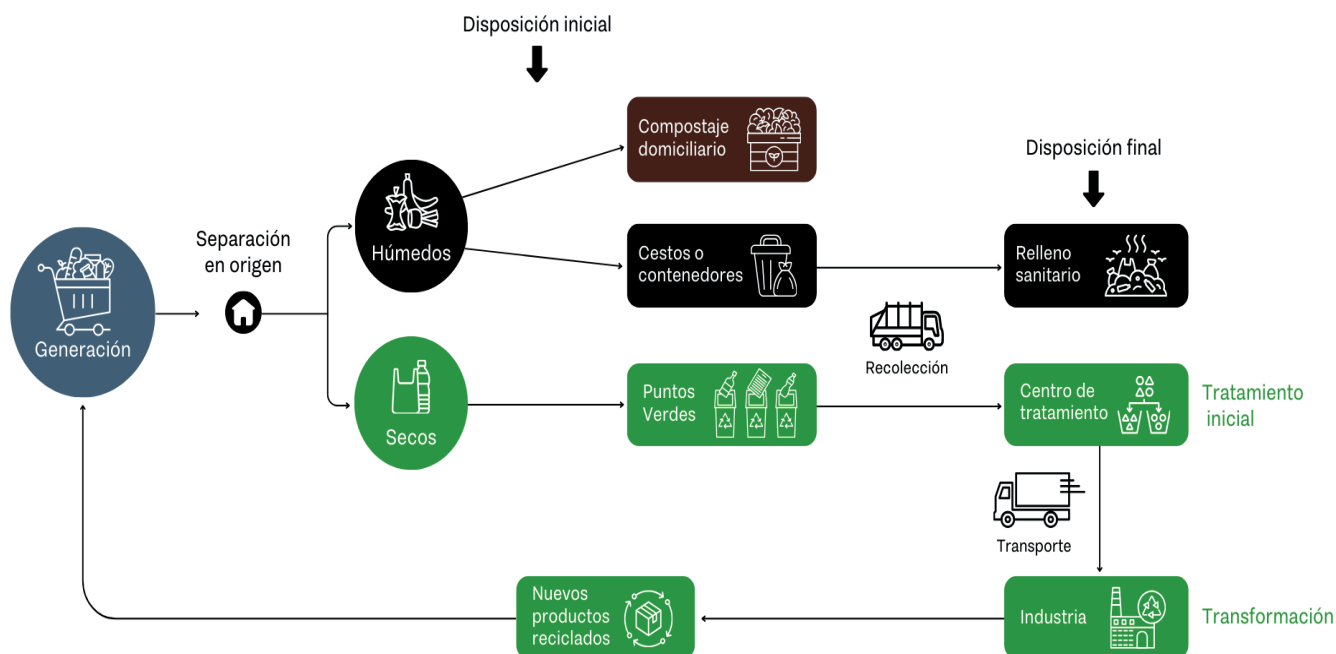 Disposición inicial
Compostaje
domiciliario
Disposición final
Separación
en origen
Húmedos
Cestos o
contenedores
Relleno
sanitario
Generación
Recolección
Secos
Puntos
Verdes
Centro de
tratamiento
Tratamiento
inicial
Transporte
Nuevos
productos
reciclados
Industria
Transformación